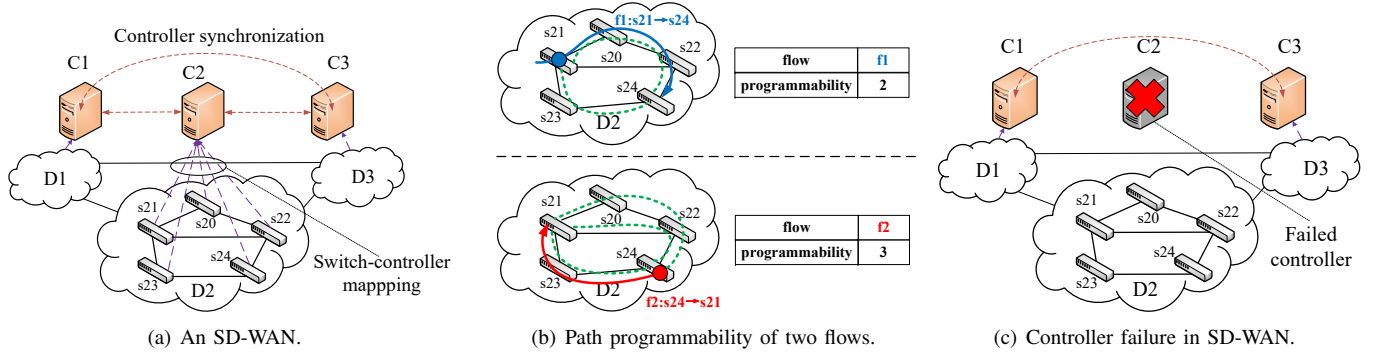 Controller synchronization
C1
C2
C3
D1
D3
s21
s20
s22
s24
s23
D2
Switch-controller
mappping
(a) An SD-WAN.
f1:s21→s24
s21
s22
s20
s24
s23
D2
flow f1
programmability 2
s21
s22
s20
s24
s23
D2
f2:s24→s21
flow f2
programmability 3
(b) Path programmability of two flows.
C1
C2
C3
D1
D3
s21
s20
s22
s24
s23
D2
Failed
controller
(c) Controller failure in SD-WAN.